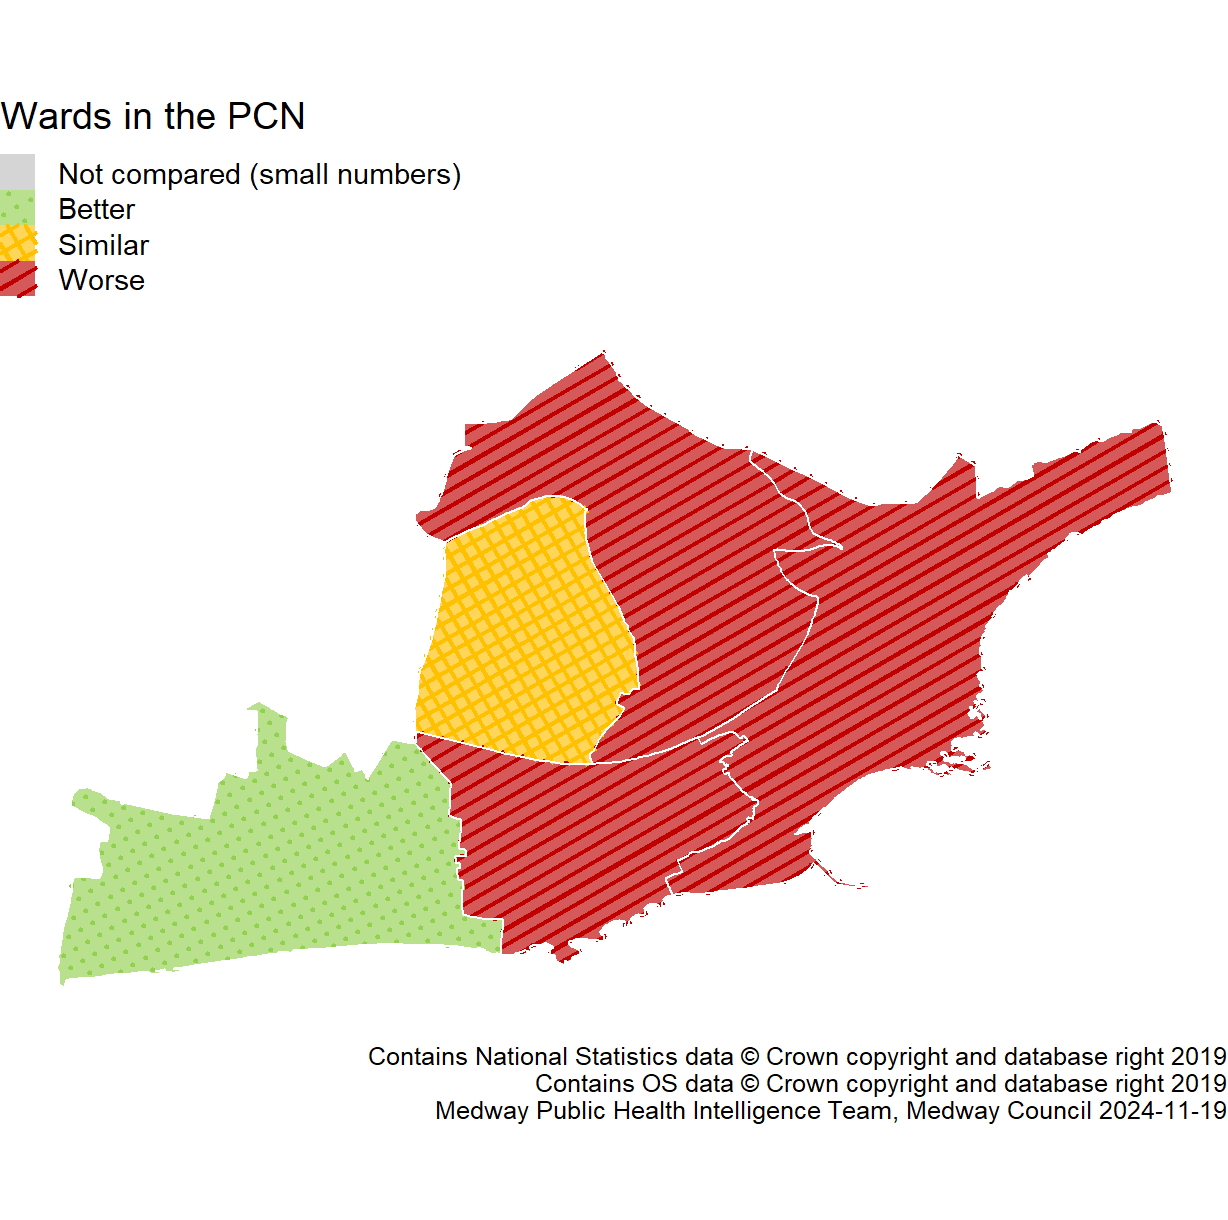 Wards in the PCN
Not compared (small numbers)
Better
Similar
Worse
Contains National Statistics data © Crown copyright and database right 2019
Contains OS data © Crown copyright and database right 2019
Medway Public Health Intelligence Team, Medway Council 2024-11-19